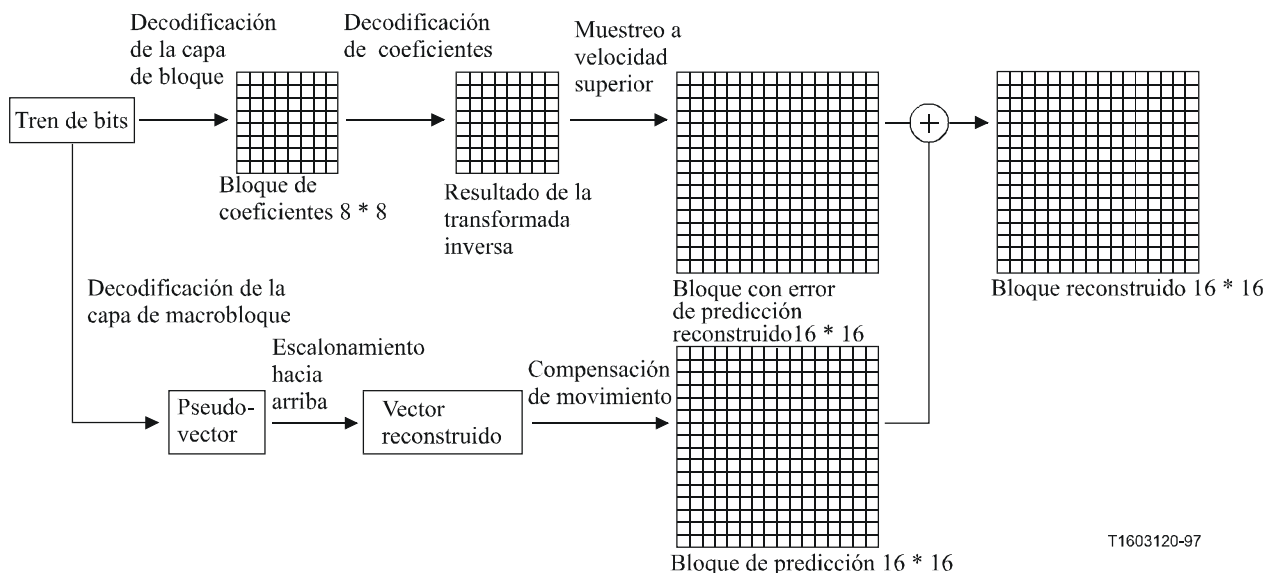 Decodificación
de la capa
de bloque
Decodificación
de coeficientes
Muestreo a
velocidad
superior
Tren de bits
Bloque de
coeficientes 8 * 8
Resultado de la
transformada
inversa
Bloque con error
de predicción
reconstruido16 * 16
Bloque reconstruido 16 * 16
Decodificación de la
capa de macrobloque
Escalonamiento
hacia
arriba
Pseudo-
vector
Vector
reconstruido
Compensación
de movimiento
Bloque de predicción 16 * 16
T1603120-97